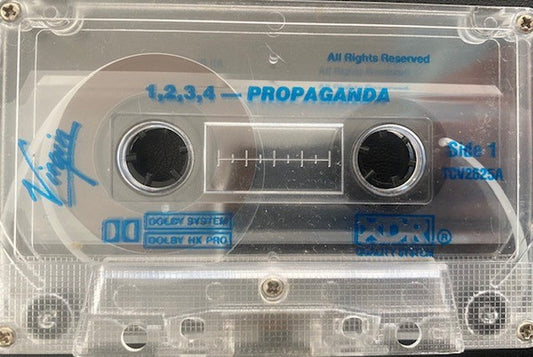 All Rights Reserved
1,2,3,4 — PROPAGANDA
Virgin
Side 1
TCV2625A
DOLBY SYSTEM
DOLBY HX PRO
XDR ®